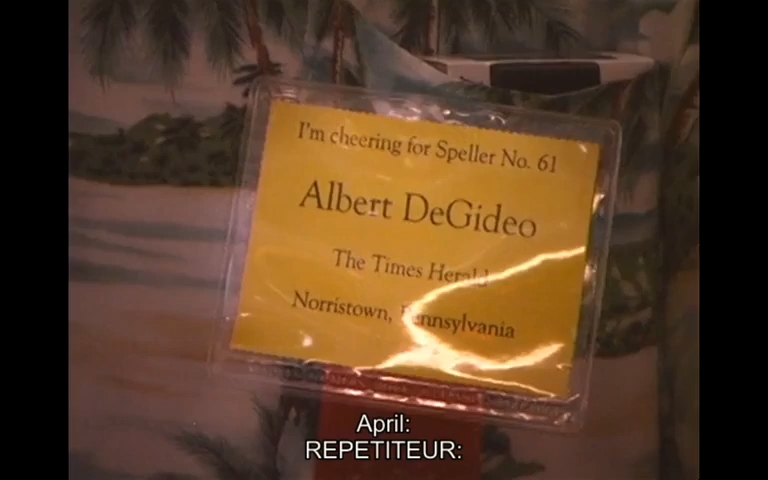 I'm cheering for Speller No. 61
Albert DeGideo
The Times Herald
Norristown, Pennsylvania
April:
REPETITEUR: